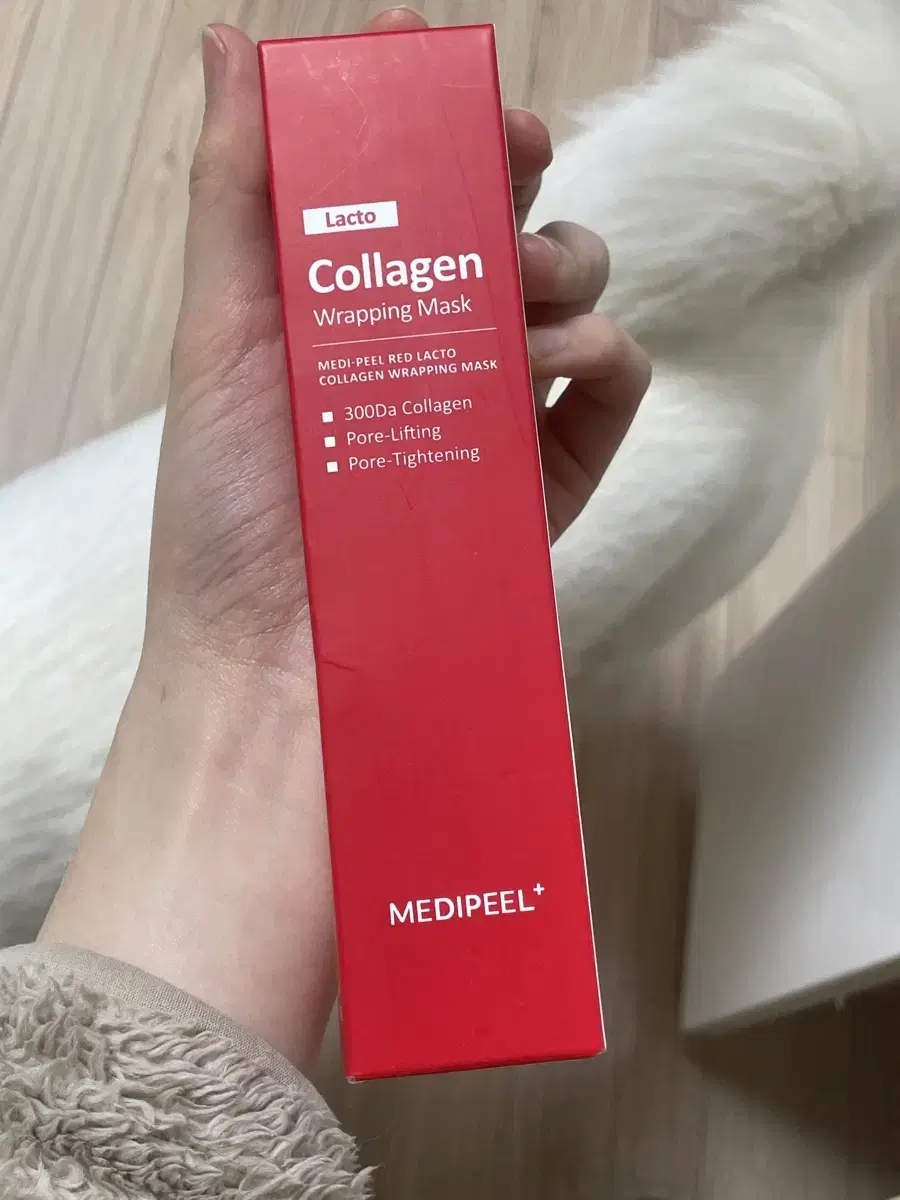 Lacto
Collagen
Wrapping Mask
MEDI-PEEL RED LACTO
COLLAGEN WRAPPING MASK
■ 300Da Collagen
■ Pore-Lifting
■ Pore-Tightening
MEDIPEEL+